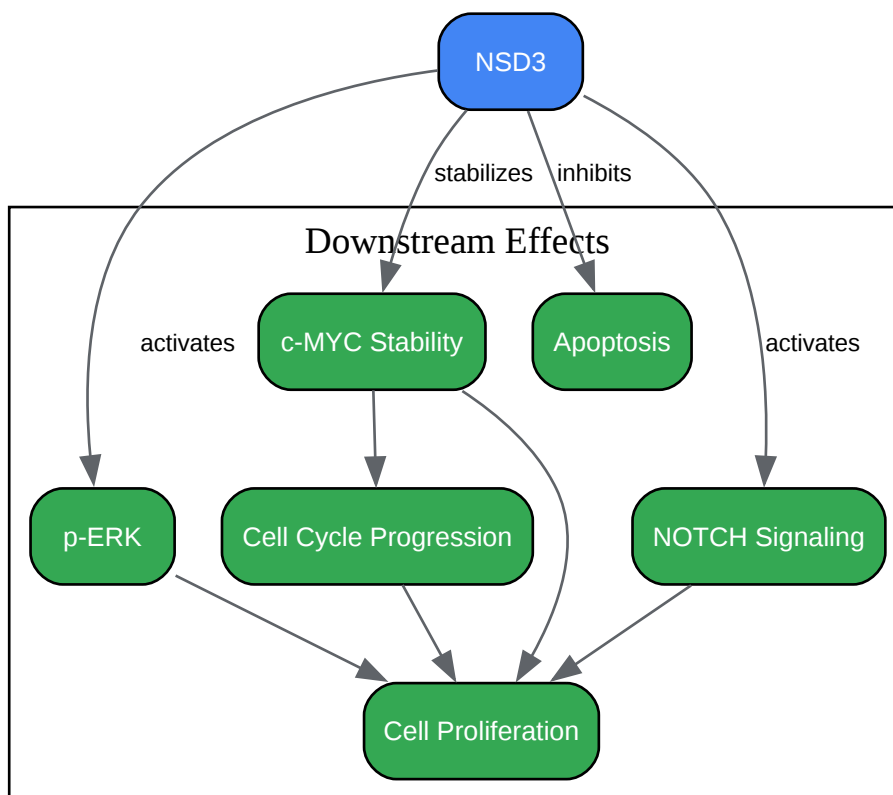 NSD3
stabilizes
inhibits
Downstream Effects
activates
c-MYC Stability
Apoptosis
activates
p-ERK
Cell Cycle Progression
NOTCH Signaling
Cell Proliferation